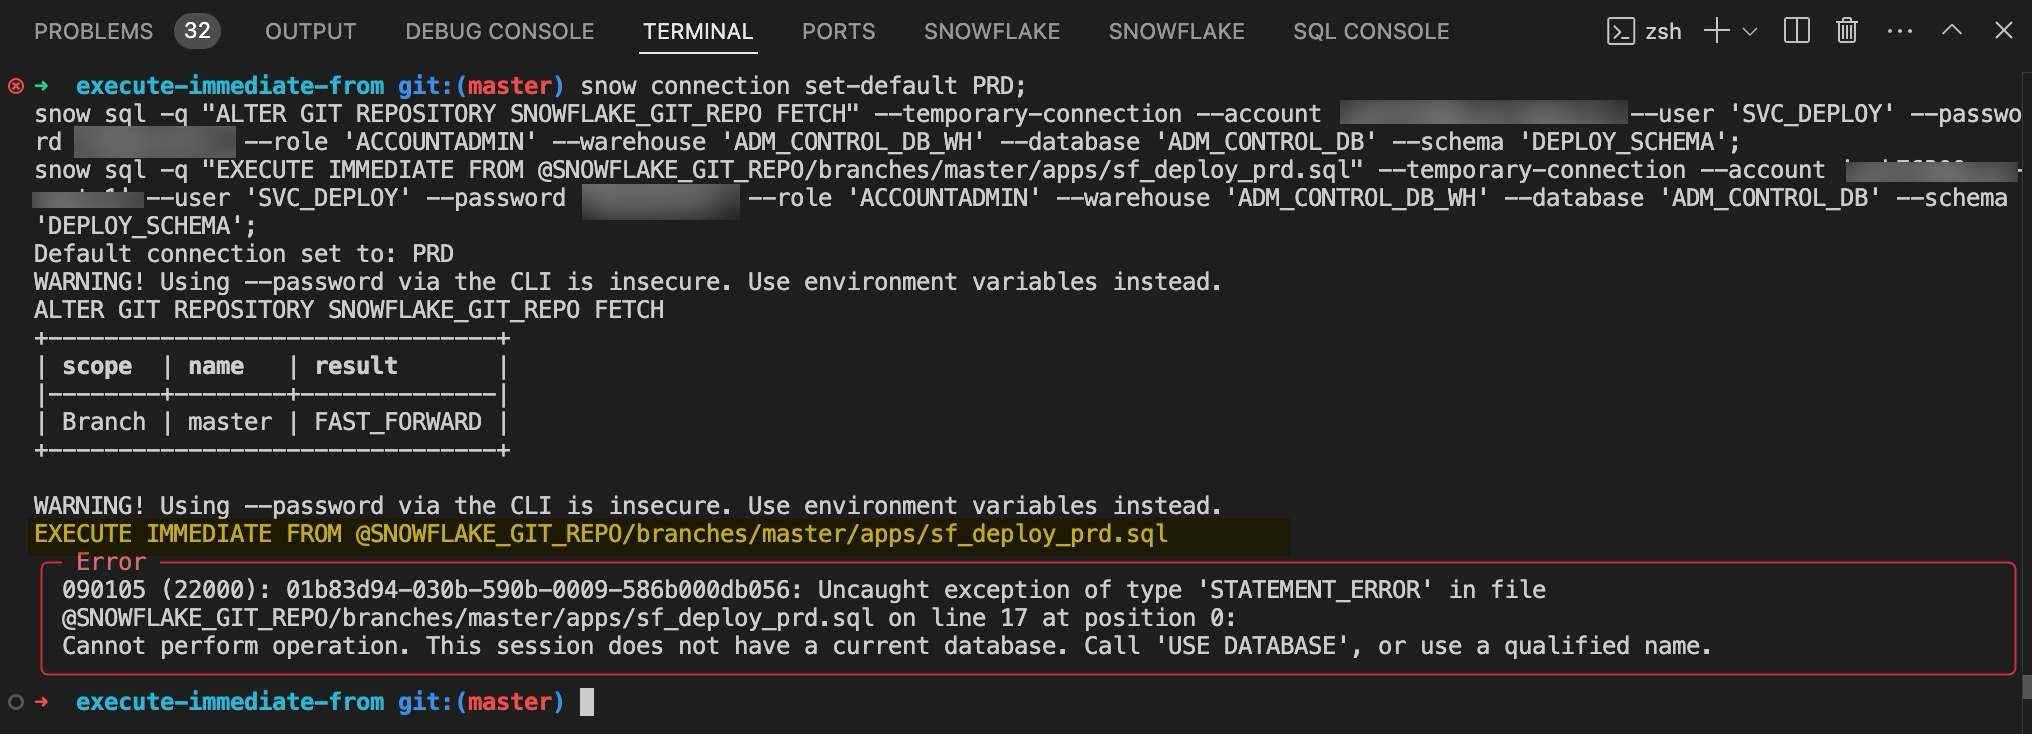 PROBLEMS 32 OUTPUT DEBUG CONSOLE TERMINAL PORTS SNOWFLAKE SNOWFLAKE SQL CONSOLE zsh
→ execute-immediate-from git:(master) snow connection set-default PRD;
snow sql -q "ALTER GIT REPOSITORY SNOWFLAKE_GIT_REPO FETCH" --temporary-connection --account --user 'SVC_DEPLOY' --passwo
rd --role 'ACCOUNTADMIN' --warehouse 'ADM_CONTROL_DB_WH' --database 'ADM_CONTROL_DB' --schema 'DEPLOY_SCHEMA';
snow sql -q "EXECUTE IMMEDIATE FROM @SNOWFLAKE_GIT_REPO/branches/master/apps/sf_deploy_prd.sql" --temporary-connection --account -
--user 'SVC_DEPLOY' --password --role 'ACCOUNTADMIN' --warehouse 'ADM_CONTROL_DB_WH' --database 'ADM_CONTROL_DB' --schema
'DEPLOY_SCHEMA';
Default connection set to: PRD
WARNING! Using --password via the CLI is insecure. Use environment variables instead.
ALTER GIT REPOSITORY SNOWFLAKE_GIT_REPO FETCH
+--------------------------------+
| scope | name | result |
|--------+--------+--------------|
| Branch | master | FAST_FORWARD |
+--------------------------------+
WARNING! Using --password via the CLI is insecure. Use environment variables instead.
EXECUTE IMMEDIATE FROM @SNOWFLAKE_GIT_REPO/branches/master/apps/sf_deploy_prd.sql
Error
090105 (22000): 01b83d94-030b-590b-0009-586b000db056: Uncaught exception of type 'STATEMENT_ERROR' in file
@SNOWFLAKE_GIT_REPO/branches/master/apps/sf_deploy_prd.sql on line 17 at position 0:
Cannot perform operation. This session does not have a current database. Call 'USE DATABASE', or use a qualified name.
→ execute-immediate-from git:(master)